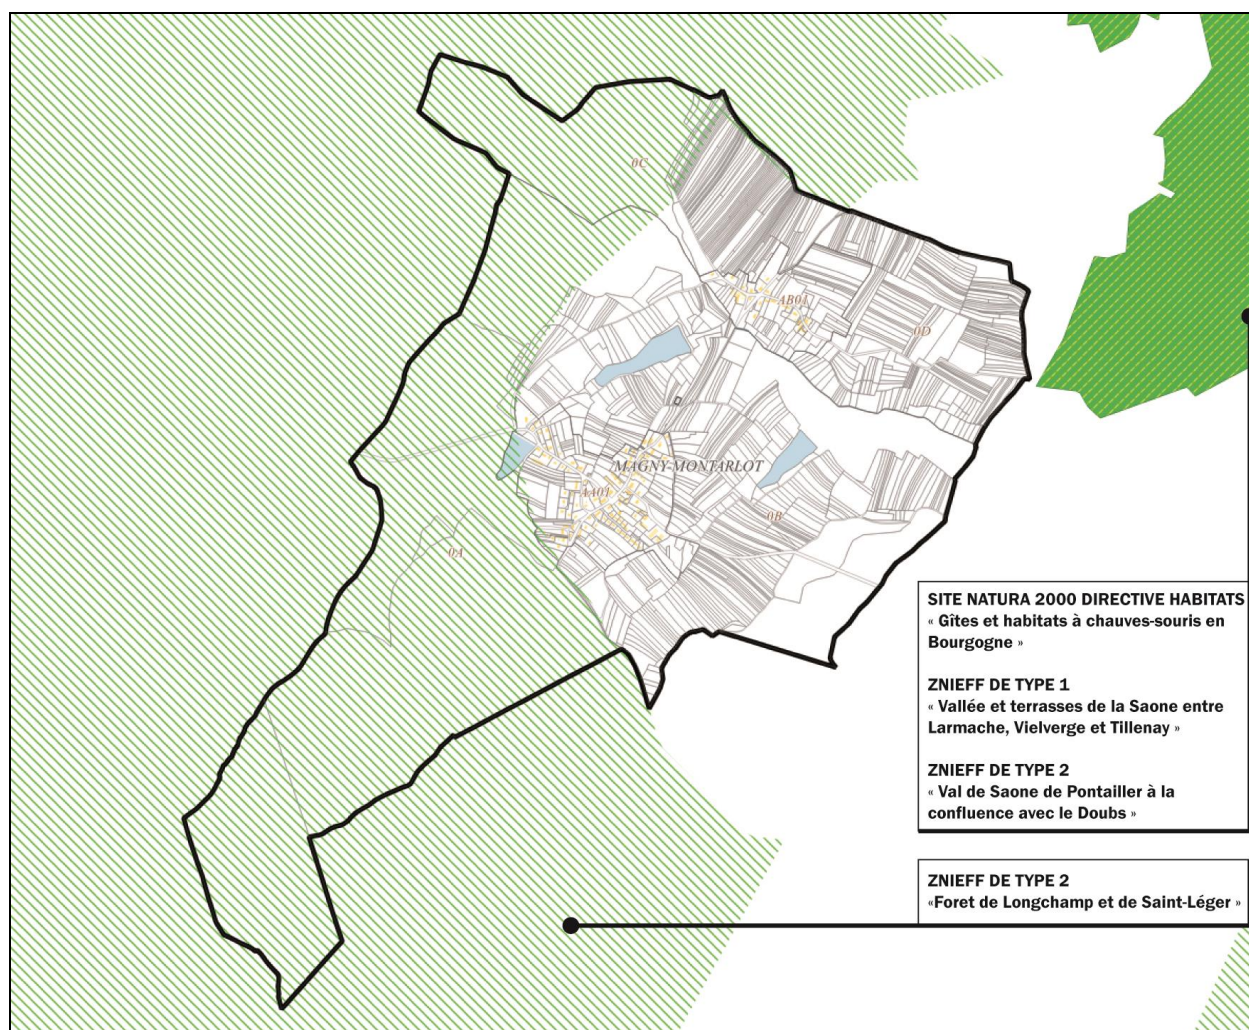 0C
AB01
0D
MAGNY-MONTARLOT
AA01
0B
0A
SITE NATURA 2000 DIRECTIVE HABITATS
« Gîtes et habitats à chauves-souris en
Bourgogne »
ZNIEFF DE TYPE 1
« Vallée et terrasses de la Saone entre
Larmache, Vielverge et Tillenay »
ZNIEFF DE TYPE 2
« Val de Saone de Pontailler à la
confluence avec le Doubs »
ZNIEFF DE TYPE 2
«Foret de Longchamp et de Saint-Léger »